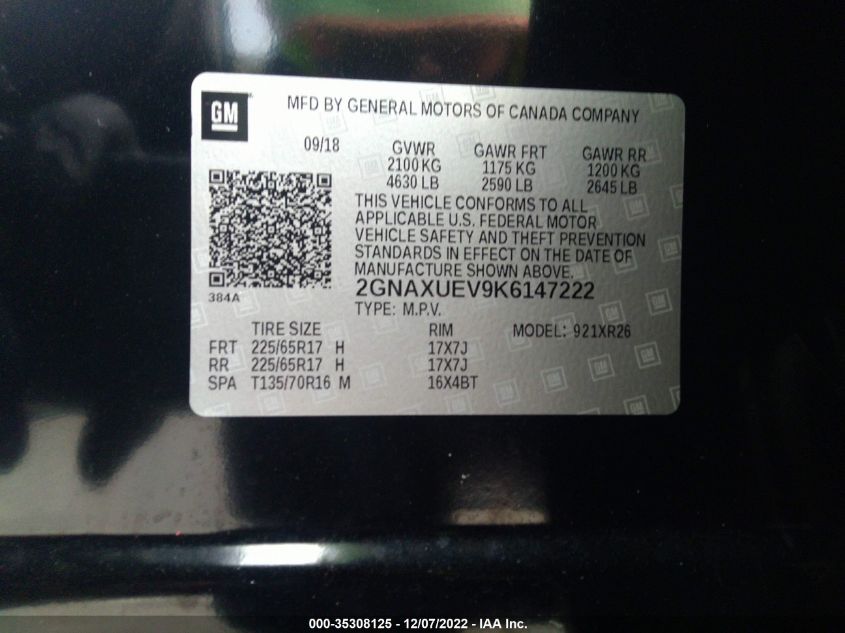 GM
MFD BY GENERAL MOTORS OF CANADA COMPANY
09/18 GVWR GAWR FRT GAWR RR
2100 KG 1175 KG 1200 KG
4630 LB 2590 LB 2645 LB
THIS VEHICLE CONFORMS TO ALL
APPLICABLE U.S. FEDERAL MOTOR
VEHICLE SAFETY AND THEFT PREVENTION
STANDARDS IN EFFECT ON THE DATE OF
MANUFACTURE SHOWN ABOVE.
384A
2GNAXUEV9K6147222
TYPE: M.P.V.
TIRE SIZE RIM MODEL: 921XR26
FRT 225/65R17 H 17X7J
RR 225/65R17 H 17X7J
SPA T135/70R16 M 16X4BT
000-35308125 - 12/07/2022 - IAA Inc.